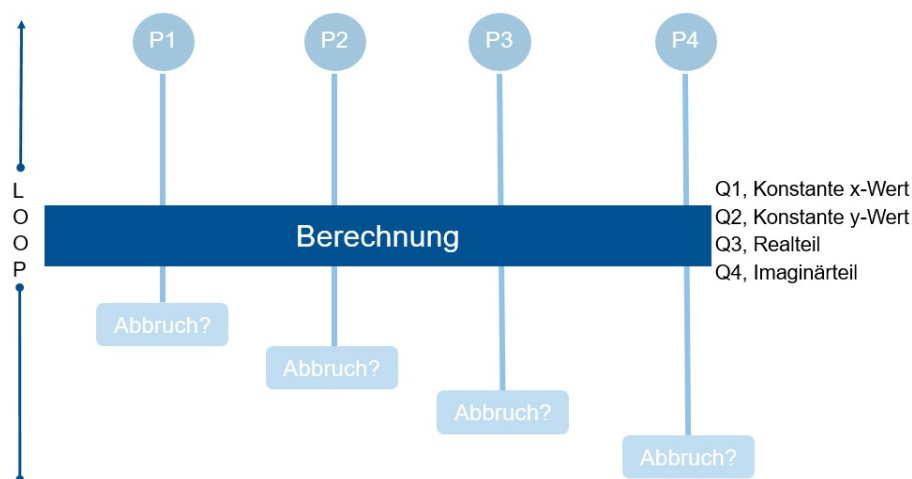 P1
P2
P3
P4
L
O
O
P
Berechnung
Q1, Konstante x-Wert
Q2, Konstante y-Wert
Q3, Realteil
Q4, Imaginärteil
Abbruch?
Abbruch?
Abbruch?
Abbruch?